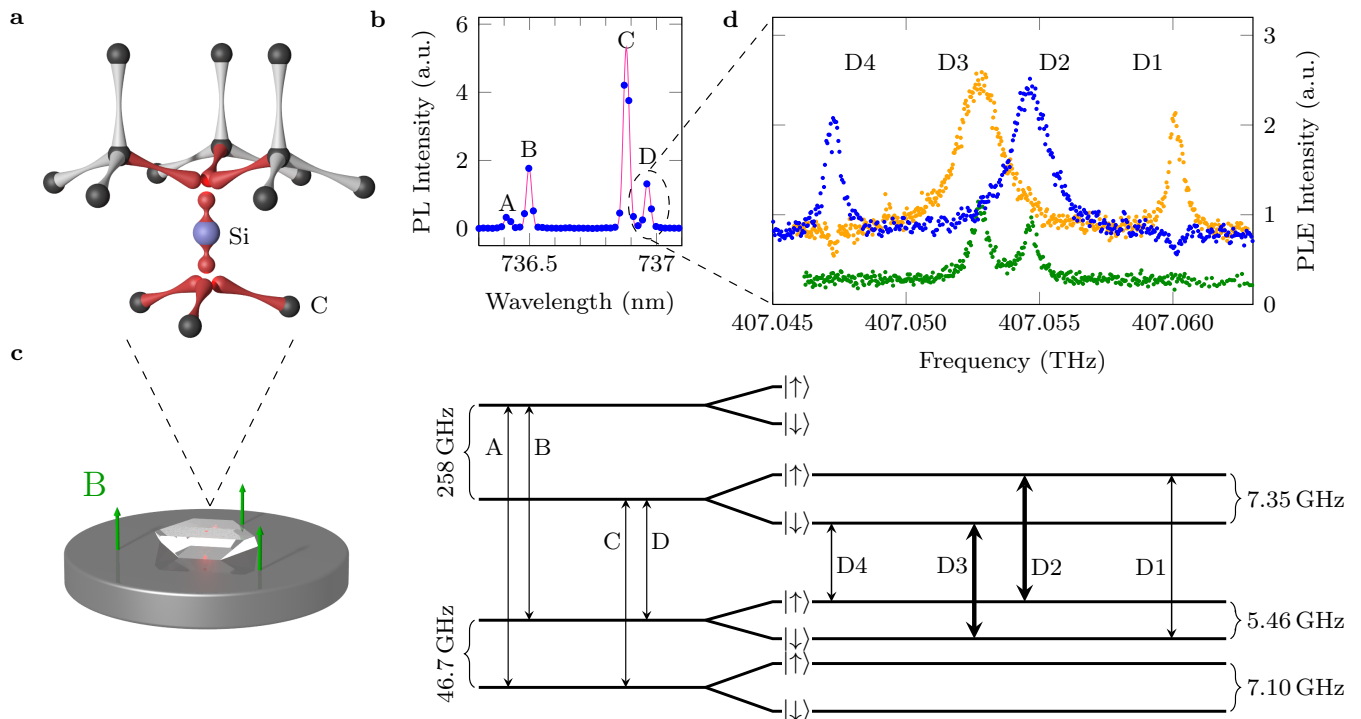 a
Si
C
b
PL Intensity (a.u.)
6
4
2
0
A
B
C
D
736.5
737
Wavelength (nm)
d
D4
D3
D2
D1
3
2
1
0
PLE Intensity (a.u.)
407.045
407.050
407.055
407.060
Frequency (THz)
c
B
258 GHz
46.7 GHz
A
B
C
D
|↑⟩
|↓⟩
|↑⟩
|↓⟩
|↑⟩
|↓⟩
|↑⟩
|↓⟩
D4
D3
D2
D1
7.35 GHz
5.46 GHz
7.10 GHz